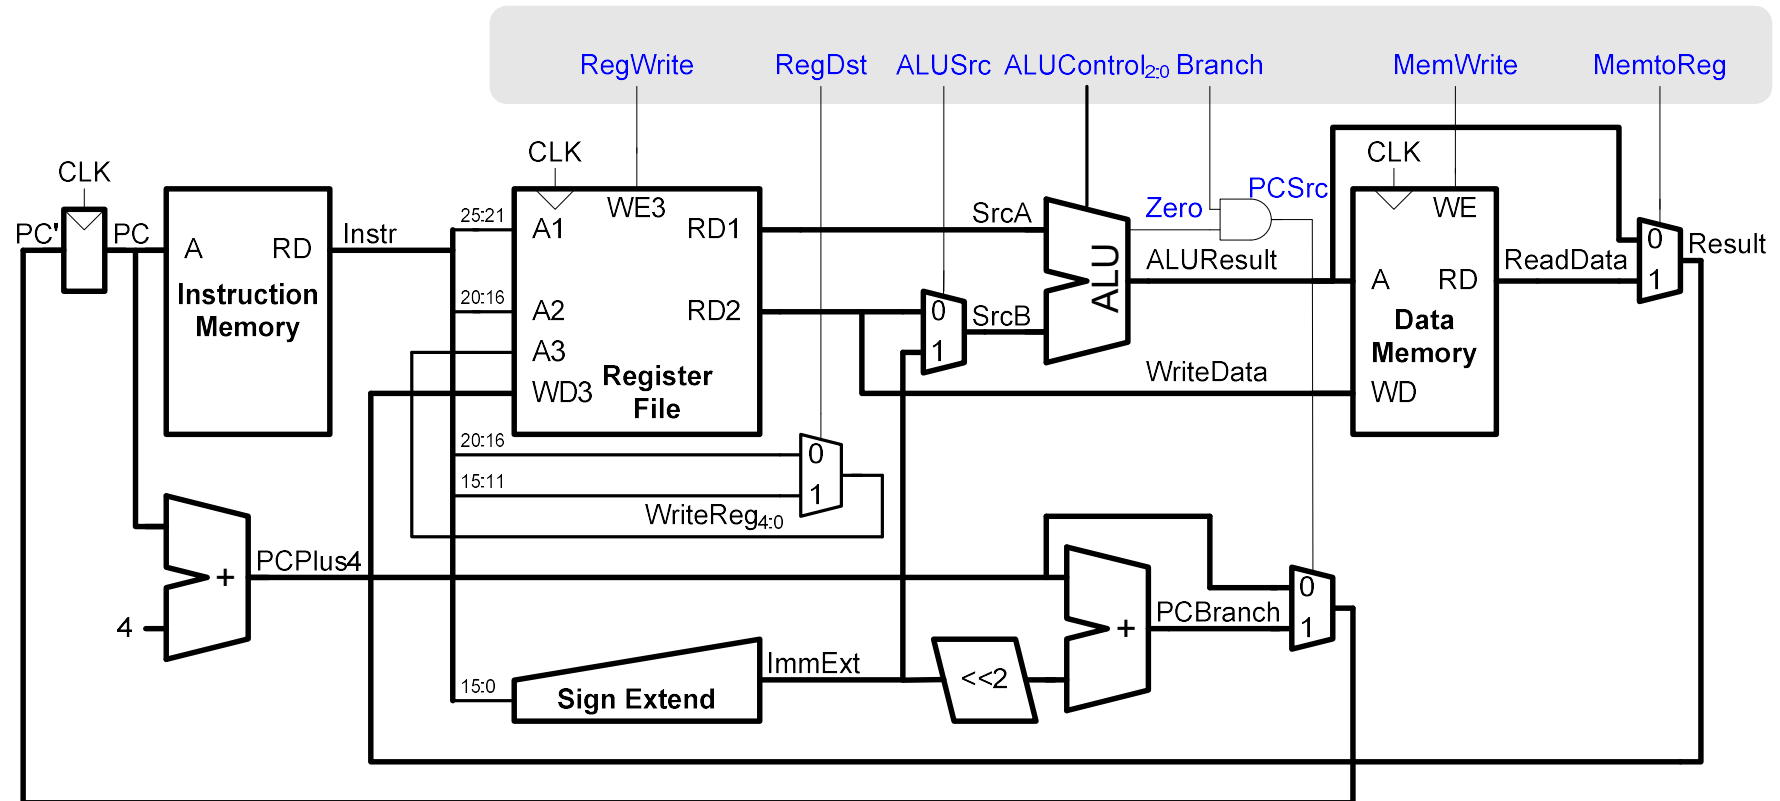 RegWrite RegDst ALUSrc ALUControl2:0 Branch MemWrite MemtoReg
CLK CLK
CLK PCSrc
25:21 WE3 SrcA Zero WE
PC' PC A RD Instr A1 RD1 0 Result
ALU ALUResult A RD ReadData 1
Instruction
Memory
20:16 A2 RD2 0 SrcB Data
Memory
A3 1
Register
File
WD3 WriteData WD
20:16 0
15:11 1
WriteReg4:0
PCPlus4
+ 0
4 + PCBranch 1
ImmExt
15:0 Sign Extend <<2